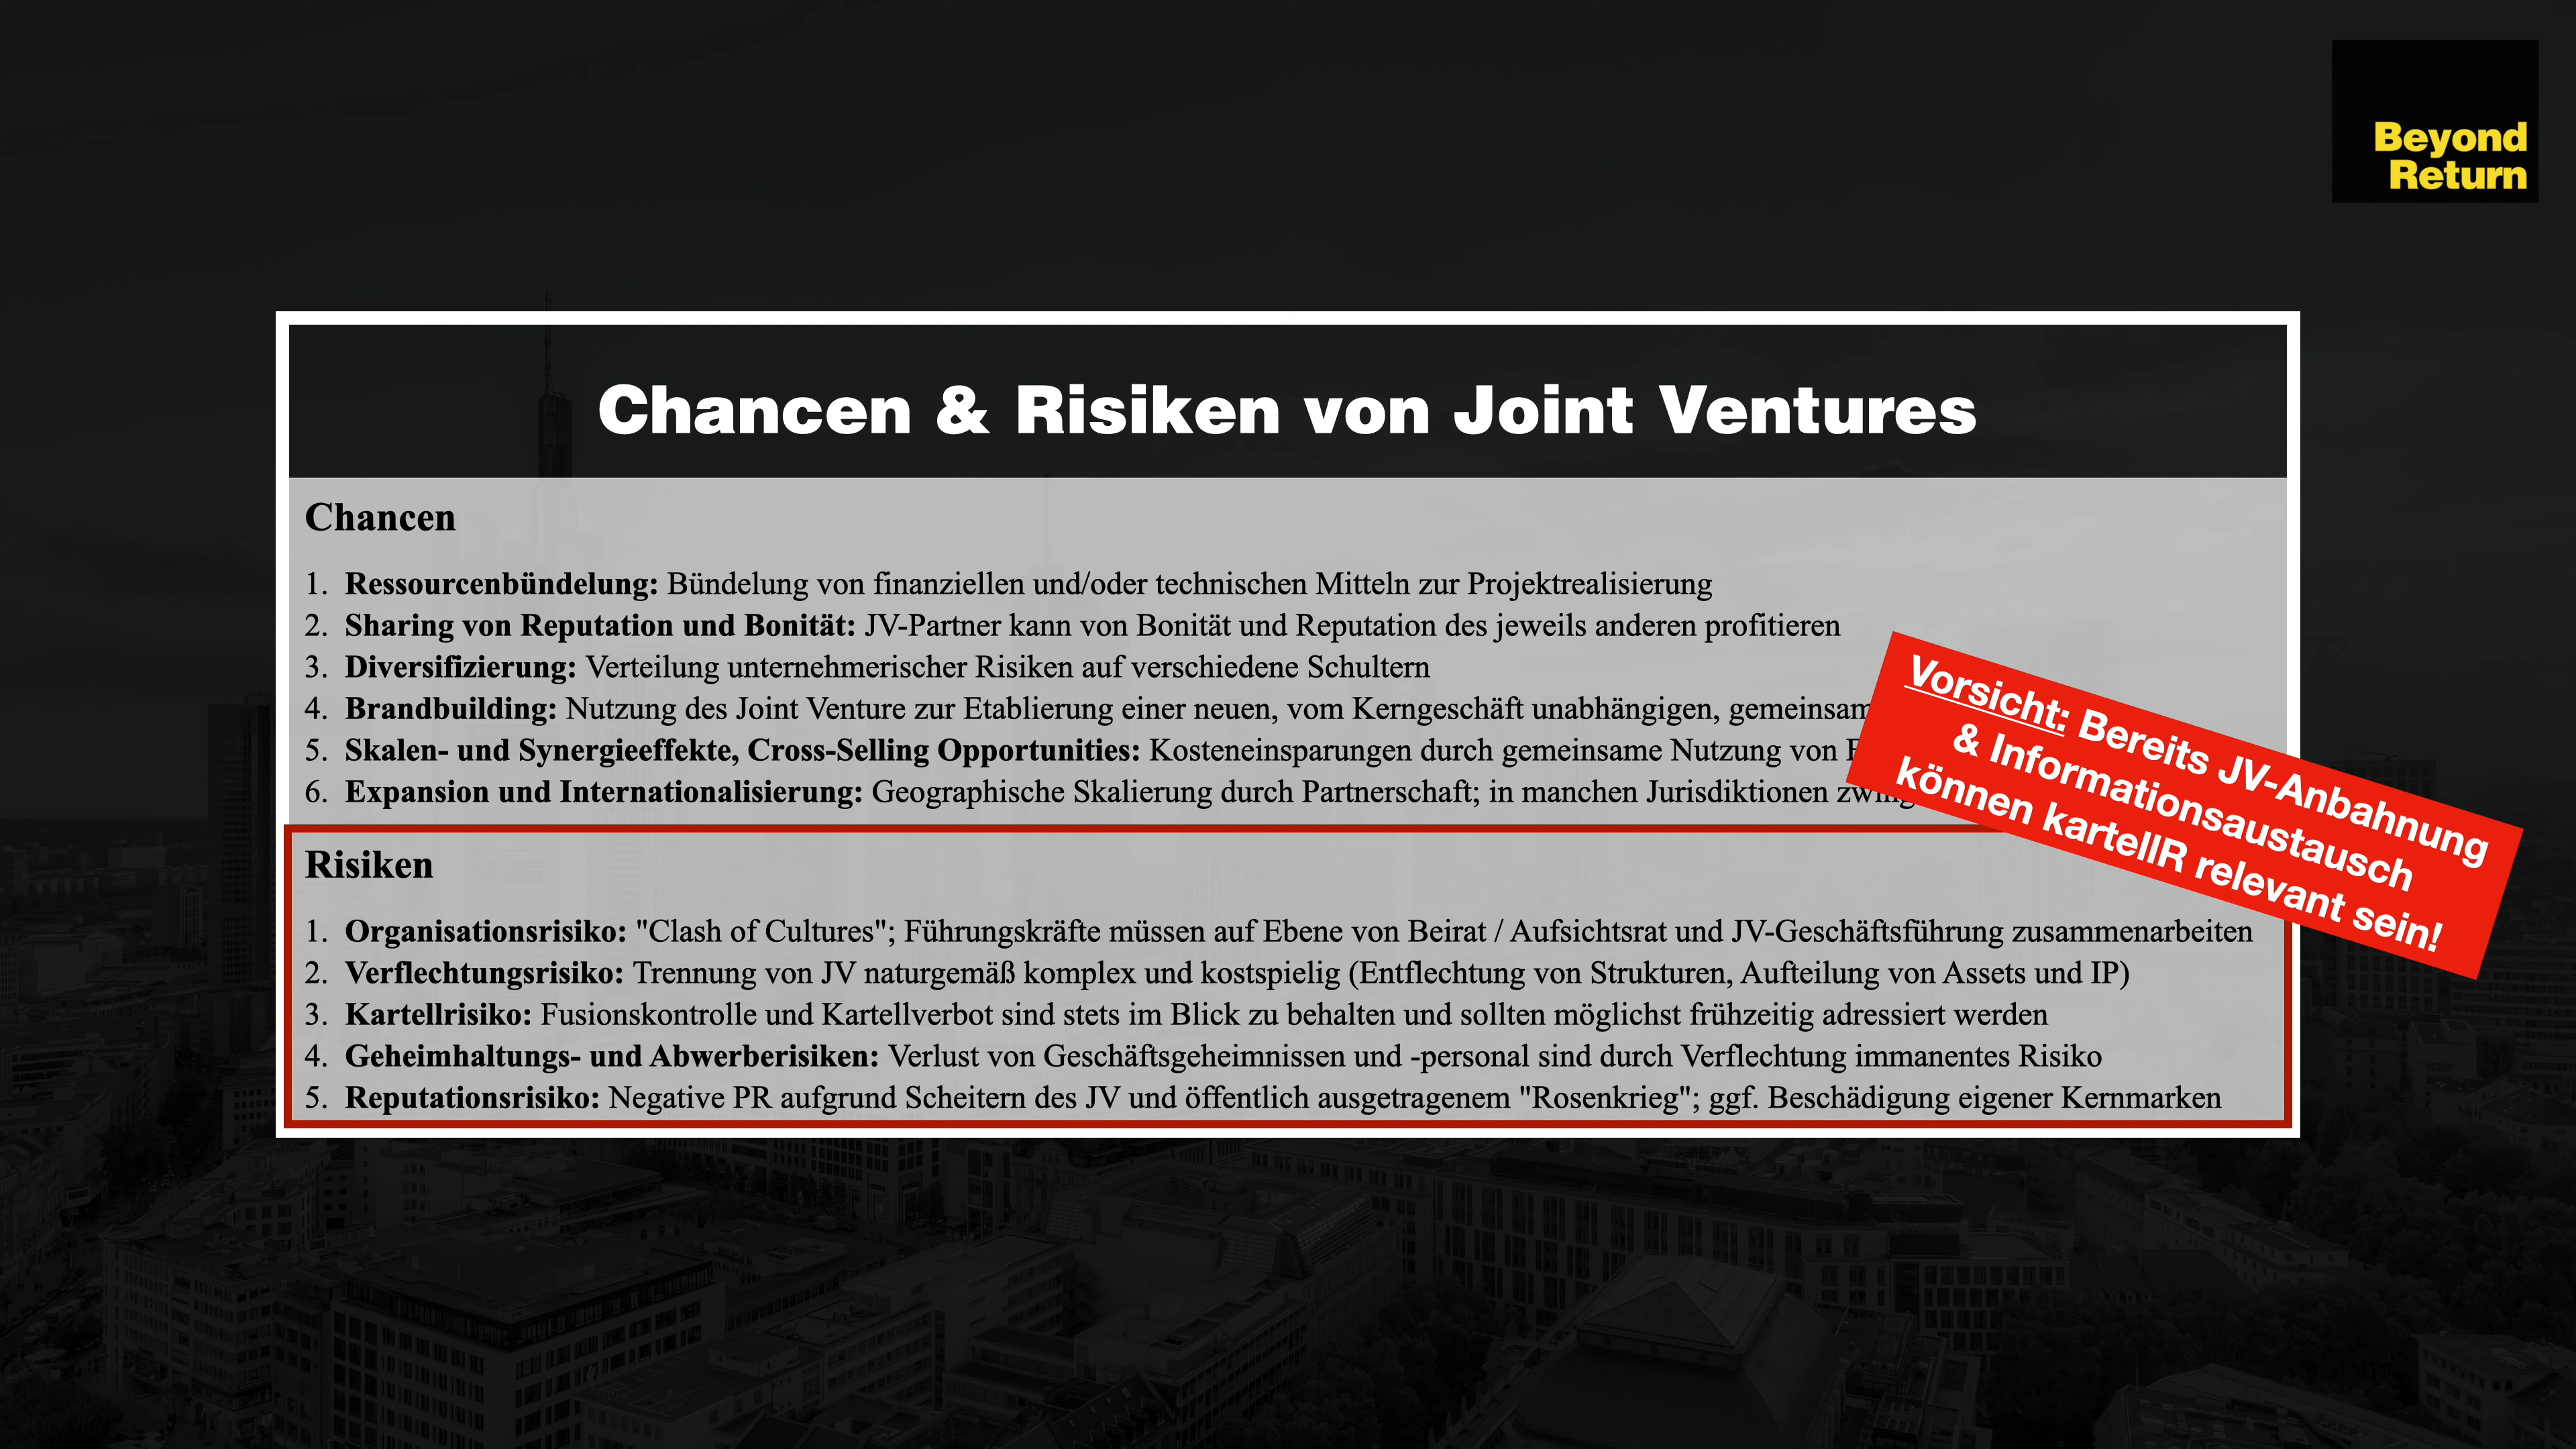 Beyond
Return
Chancen & Risiken von Joint Ventures
Chancen
1. Ressourcenbündelung: Bündelung von finanziellen und/oder technischen Mitteln zur Projektrealisierung
2. Sharing von Reputation und Bonität: JV-Partner kann von Bonität und Reputation des jeweils anderen profitieren
3. Diversifizierung: Verteilung unternehmerischer Risiken auf verschiedene Schultern
4. Brandbuilding: Nutzung des Joint Venture zur Etablierung einer neuen, vom Kerngeschäft unabhängigen, gemeinsam
5. Skalen- und Synergieeffekte, Cross-Selling Opportunities: Kosteneinsparungen durch gemeinsame Nutzung von
6. Expansion und Internationalisierung: Geographische Skalierung durch Partnerschaft; in manchen Jurisdiktionen
Vorsicht: Bereits JV-Anbahnung
& Informationsaustausch
können kartellR relevant sein!
Risiken
1. Organisationsrisiko: "Clash of Cultures"; Führungskräfte müssen auf Ebene von Beirat / Aufsichtsrat und JV-Geschäftsführung zusammenarbeiten
2. Verflechtungsrisiko: Trennung von JV naturgemäß komplex und kostspielig (Entflechtung von Strukturen, Aufteilung von Assets und IP)
3. Kartellrisiko: Fusionskontrolle und Kartellverbot sind stets im Blick zu behalten und sollten möglichst frühzeitig adressiert werden
4. Geheimhaltungs- und Abwerberisiken: Verlust von Geschäftsgeheimnissen und -personal sind durch Verflechtung immanentes Risiko
5. Reputationsrisiko: Negative PR aufgrund Scheitern des JV und öffentlich ausgetragenem "Rosenkrieg"; ggf. Beschädigung eigener Kernmarken